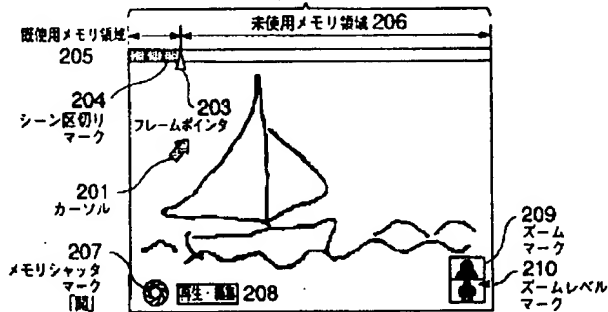 未使用メモリ領域 206
既使用メモリ領域
205
204
シーン区切り
マーク
203
フレームポインタ
201
カーソル
207
メモリシャッタ
マーク
再生・編集 208
209
ズーム
マーク
210
ズームレベル
マーク